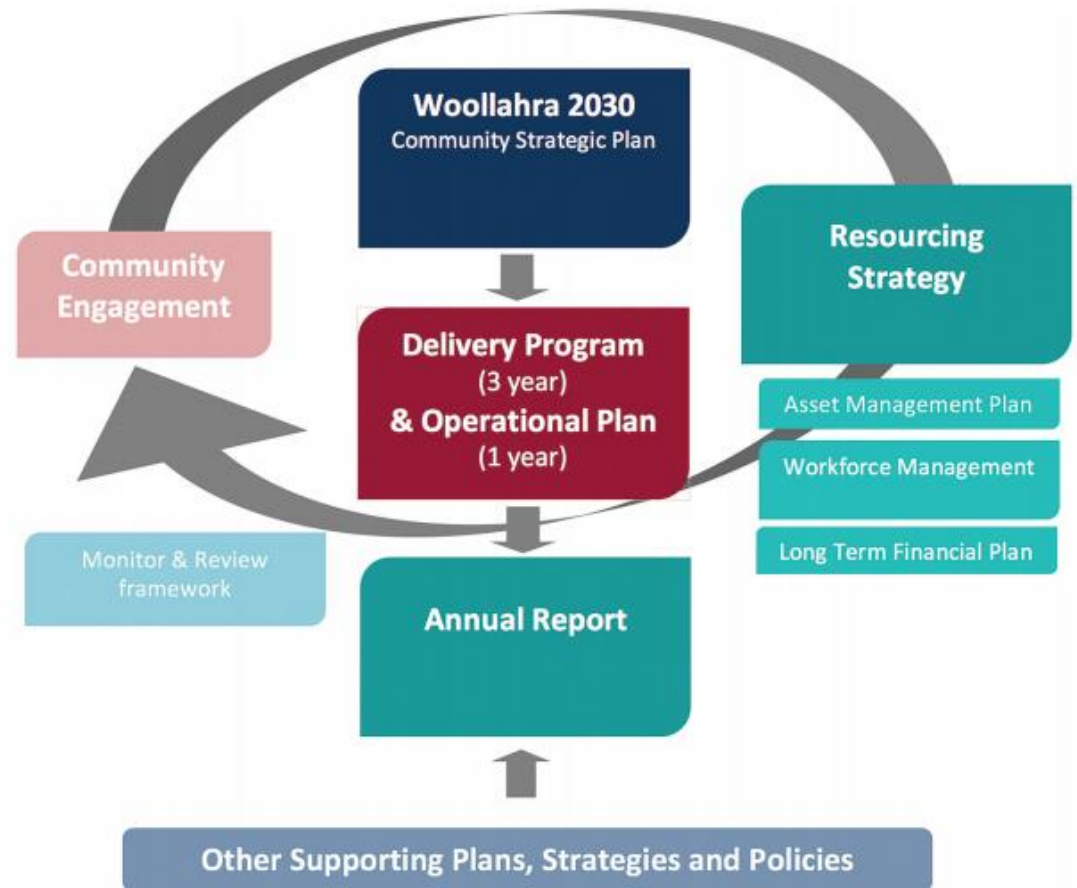 Woollahra 2030
Community Strategic Plan
Community
Engagement
Resourcing
Strategy
Delivery Program
(3 year)
& Operational Plan
(1 year)
Asset Management Plan
Workforce Management
Long Term Financial Plan
Monitor & Review
framework
Annual Report
Other Supporting Plans, Strategies and Policies